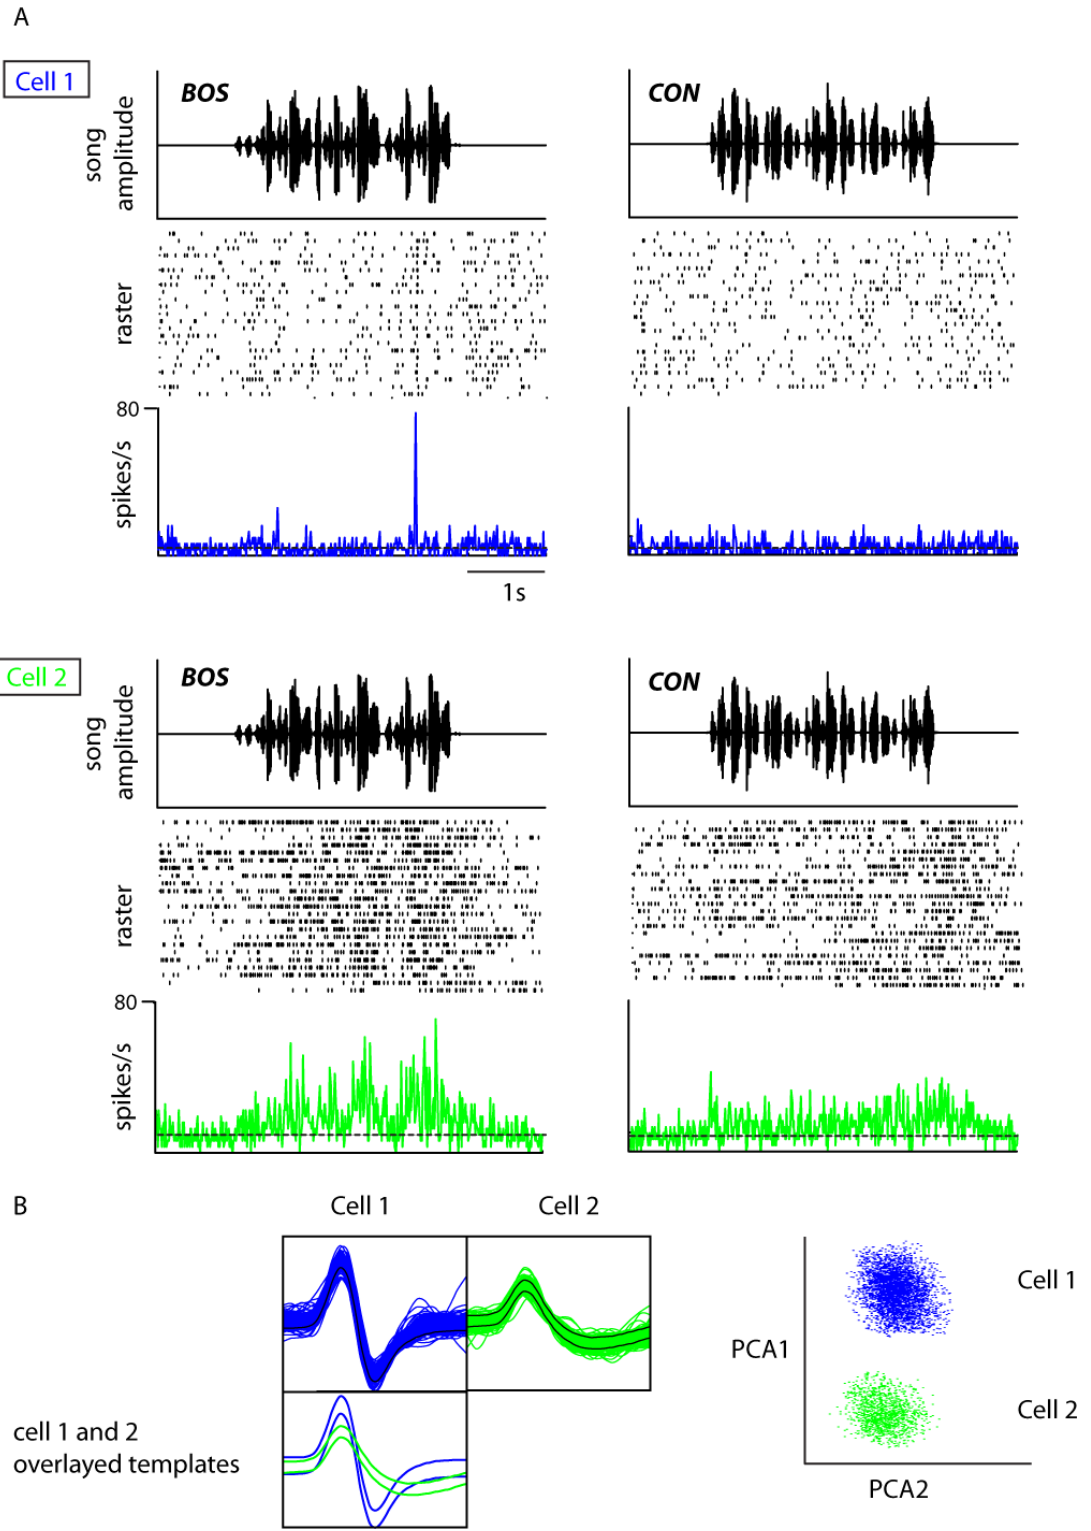 A
Cell 1
BOS
CON
song
amplitude
raster
80
spikes/s
1s
Cell 2
BOS
CON
song
amplitude
raster
80
spikes/s
B
Cell 1
Cell 2
Cell 1
PCA1
Cell 2
cell 1 and 2
overlayed templates
PCA2